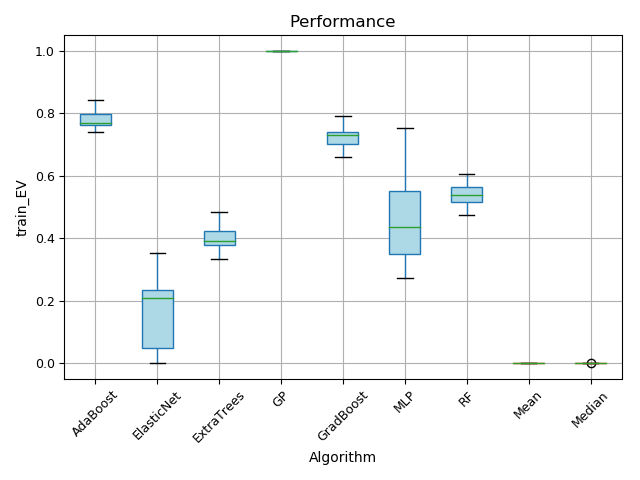 Performance
1.0
0.8
0.6
0.4
0.2
0.0
train_EV
AdaBoost
ElasticNet
ExtraTrees
GP
GradBoost
MLP
RF
Mean
Median
Algorithm